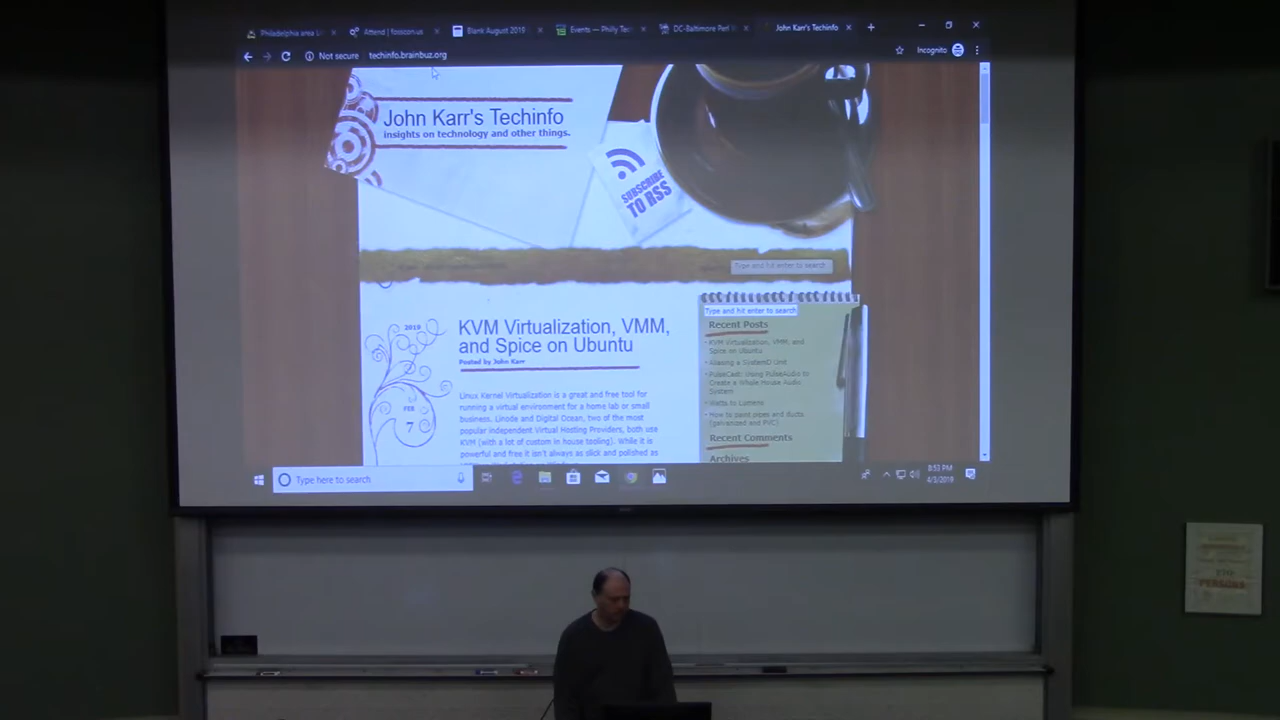 Philadelphia area L
Attend | fosscon.us
Blank August 2019
Events — Philly Tec
DC-Baltimore Perl W
John Karr's Techinfo
Not secure
techinfo.brainbuz.org
Incognito
John Karr's Techinfo
insights on technology and other things.
SUBSCRIBE
TO RSS
Type and hit enter to search
2019
FEB
7
KVM Virtualization, VMM,
and Spice on Ubuntu
Posted by John Karr
Linux Kernel Virtualization is a great and free tool for
running a virtual environment for a home lab or small
business. Linode and Digital Ocean, two of the most
popular independent Virtual Hosting Providers, both use
KVM (with a lot of custom in house tooling). While it is
powerful and free it isn't always as slick and polished as
Type and hit enter to search
Recent Posts
KVM Virtualization, VMM, and
Spice on Ubuntu
Aliasing a SystemD Unit
PulseCast: Using PulseAudio to
Create a Whole House Audio
System
Watts to Lumens
How to paint pipes and ducts
(galvanized and PVC)
Recent Comments
Archives
Type here to search
8:53 PM
4/3/2019
PERSONS